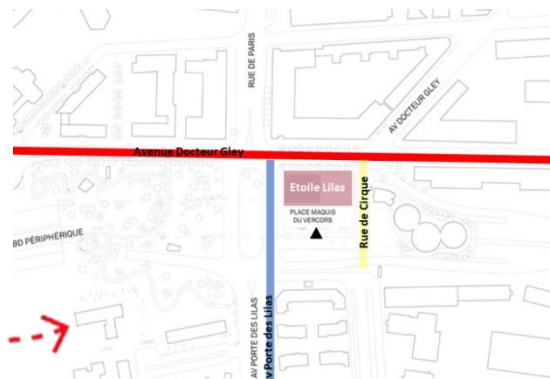 RUE DE PARIS
AV DOCTEUR GLEY
Avenue Docteur Gley
Etoile Lilas
PLACE MAQUIS
DU VERCORS
Rue de Cirque
BD PÉRIPHÉRIQUE
AV PORTE DES LILAS
av Porte des Lilas